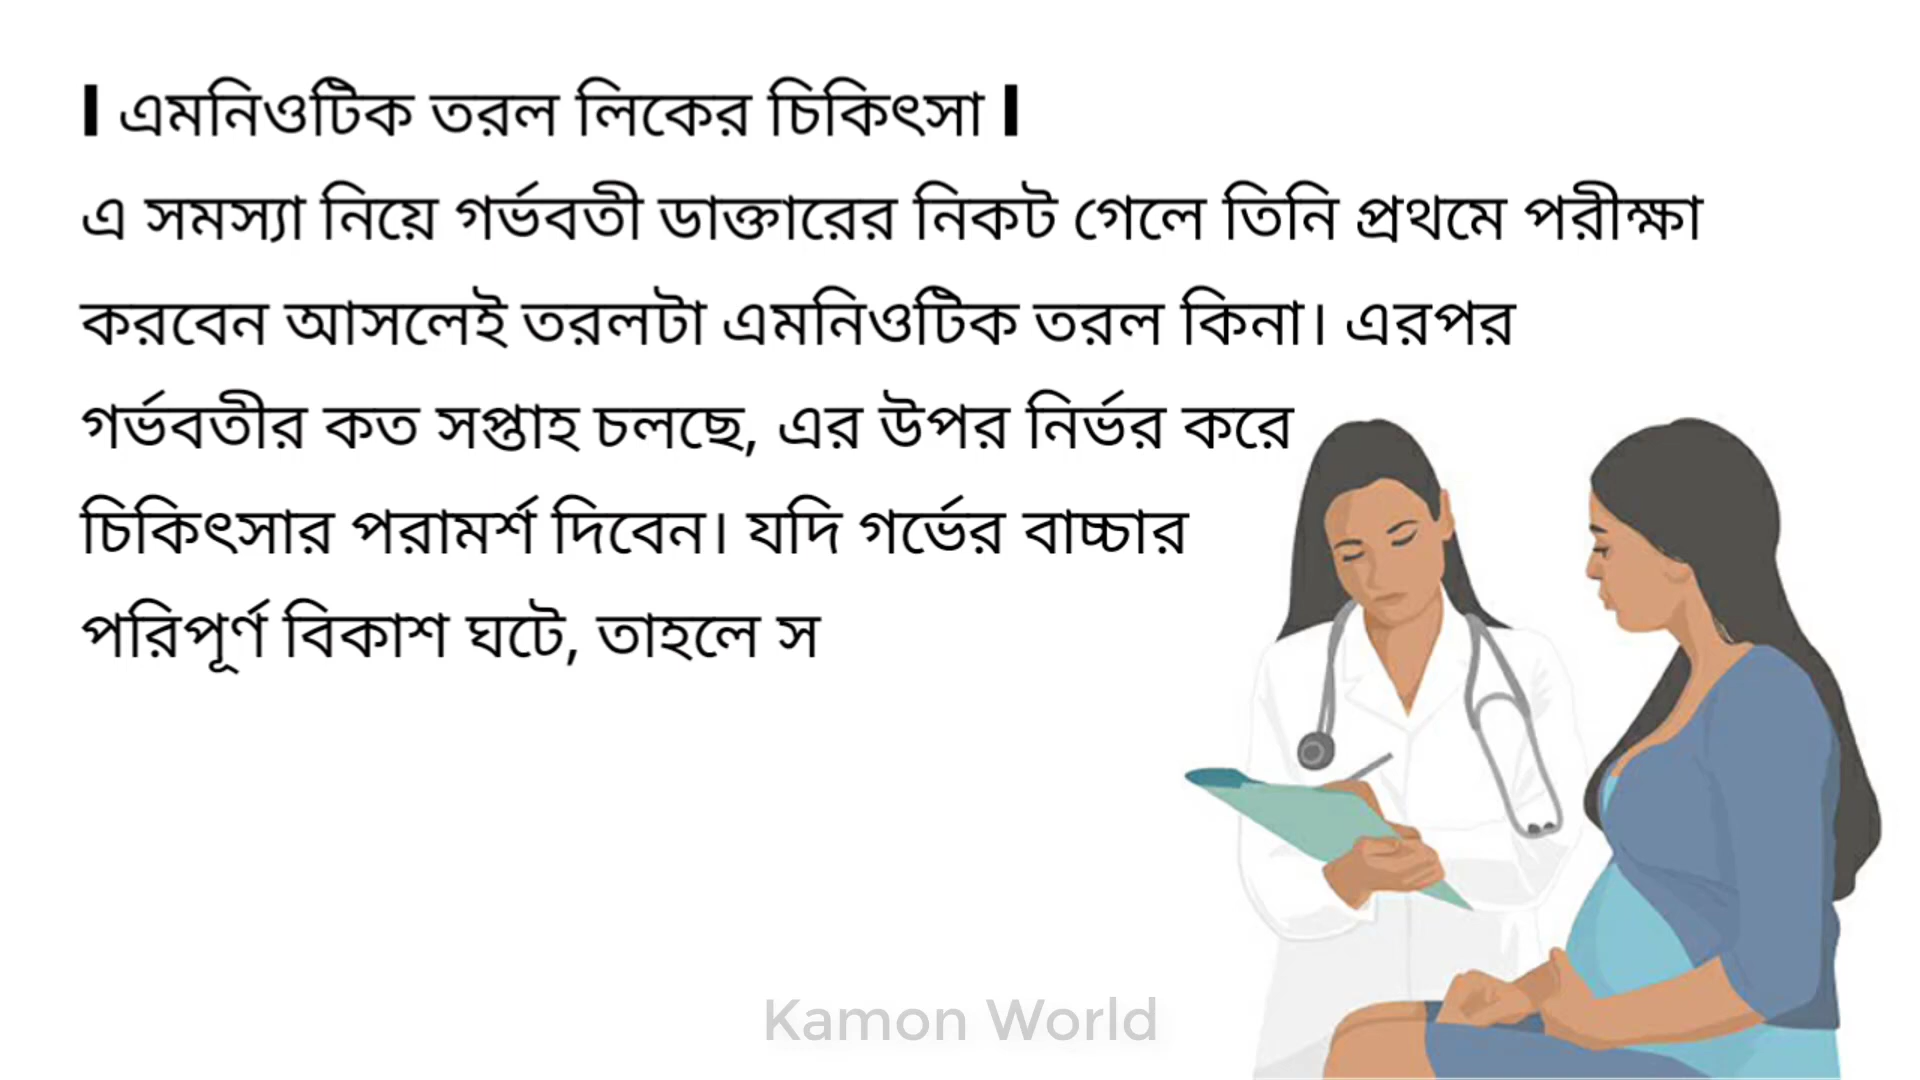 | এমনিওটিক তরল লিকের চিকিৎসা |
এ সমস্যা নিয়ে গর্ভবতী ডাক্তারের নিকট গেলে তিনি প্রথমে পরীক্ষা
করবেন আসলেই তরলটা এমনিওটিক তরল কিনা। এরপর
গর্ভবতীর কত সপ্তাহ চলছে, এর উপর নির্ভর করে
চিকিৎসার পরামর্শ দিবেন। যদি গর্ভের বাচ্চার
পরিপূর্ণ বিকাশ ঘটে, তাহলে স
Kamon World